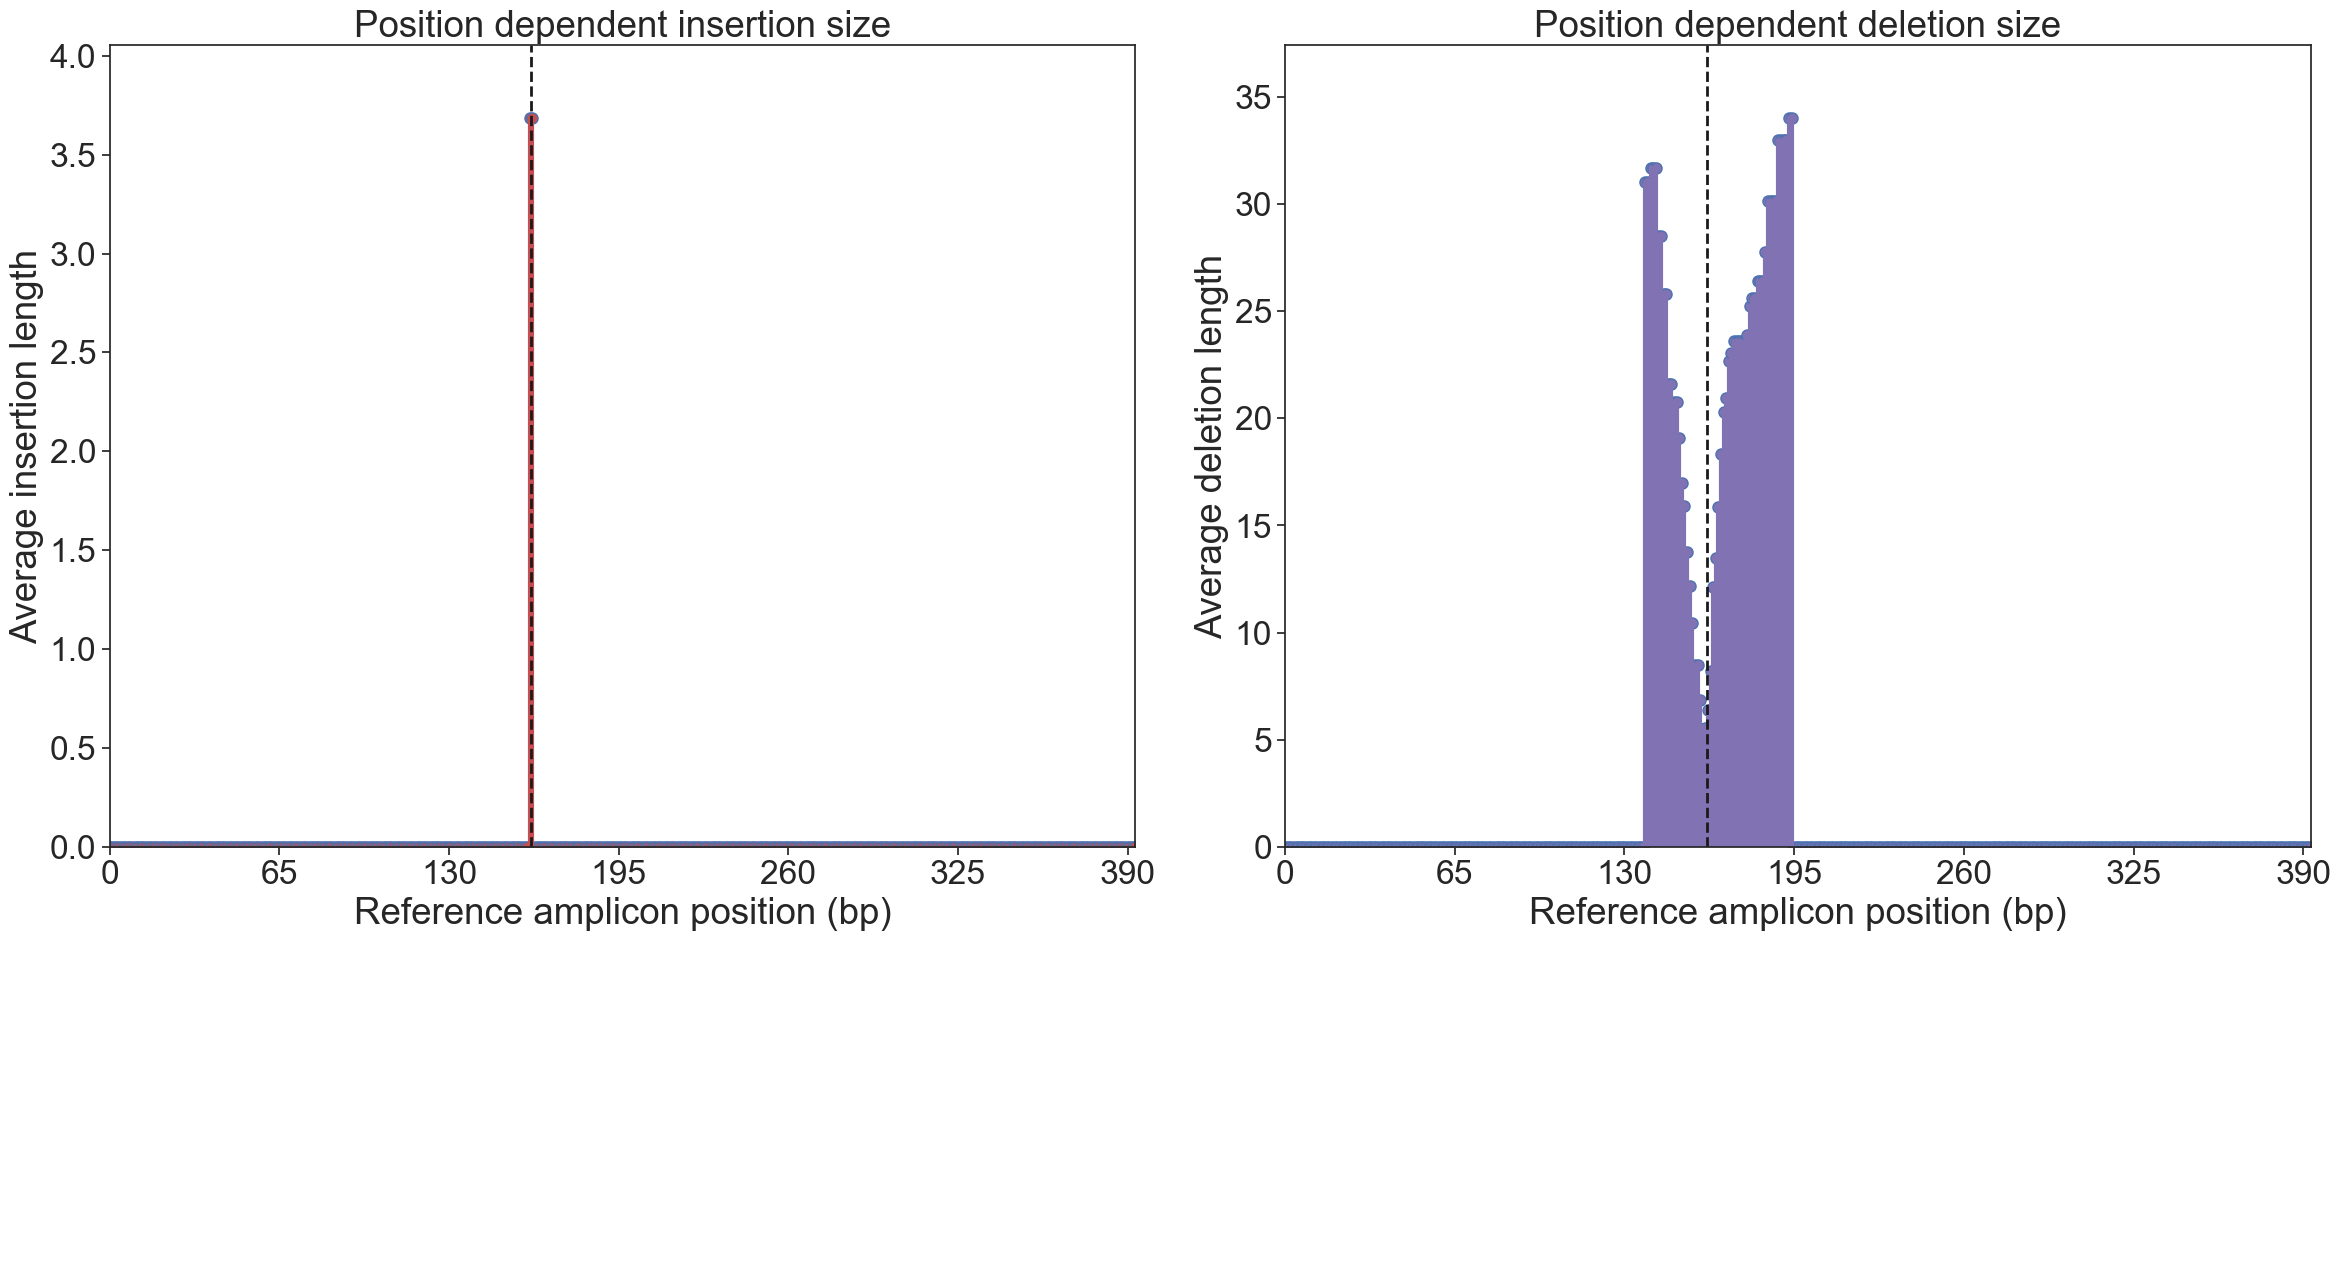 Position dependent insertion size
4.0
3.5
3.0
2.5
2.0
1.5
1.0
0.5
0.0
Average insertion length
0 65 130 195 260 325 390
Reference amplicon position (bp)
Position dependent deletion size
35
30
25
20
15
10
5
0
Average deletion length
0 65 130 195 260 325 390
Reference amplicon position (bp)